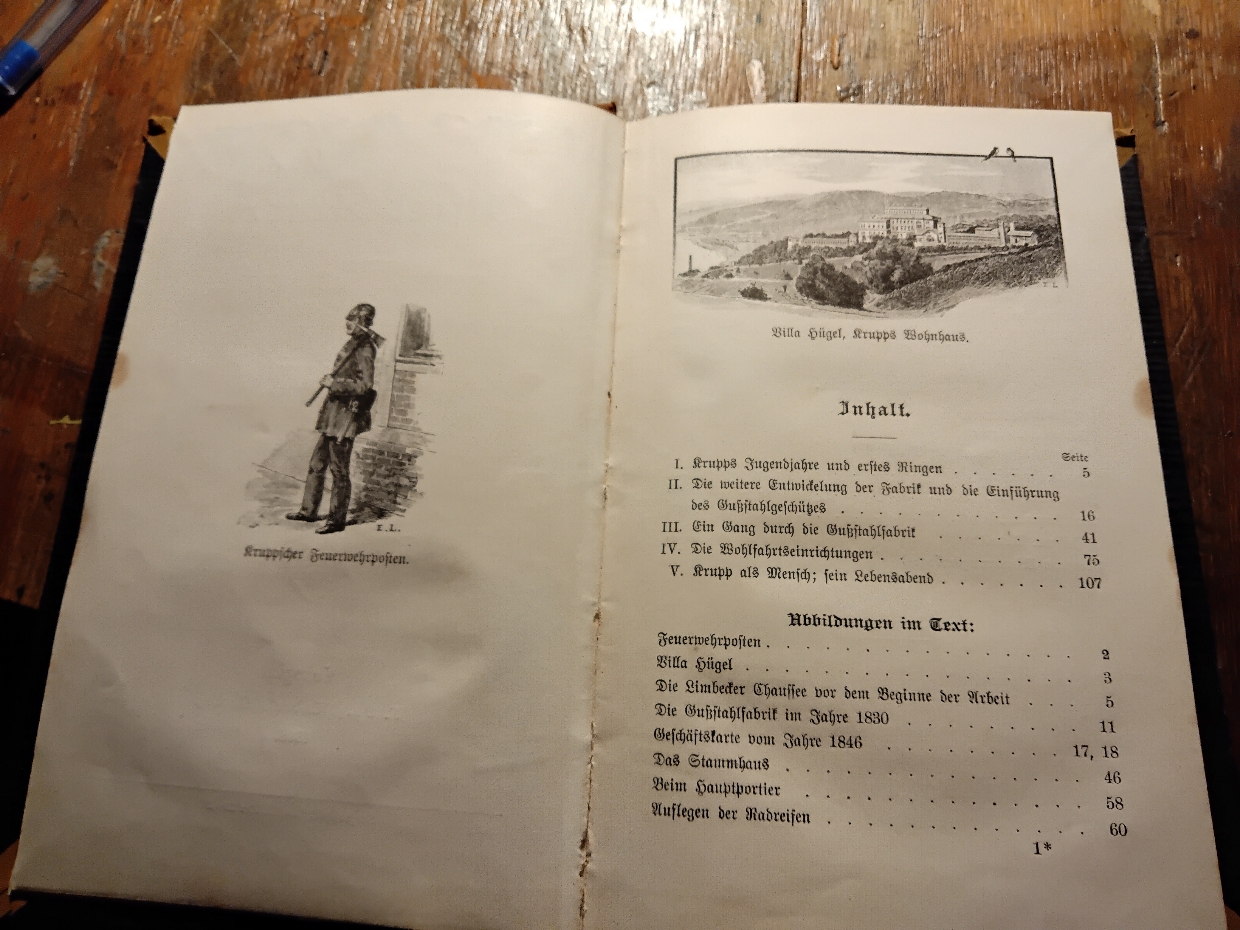 E.L.
Kruppscher Feuerwehrposten.
E L
Villa Hügel, Krupps Wohnhaus.
Inhalt.
Seite
I. Krupps Jugendjahre und erstes Ringen . . . . . . 5
II. Die weitere Entwickelung der Fabrik und die Einführung
des Gußstahlgeschützes . . . . . . . . . . . 16
III. Ein Gang durch die Gußstahlfabrik . . . . . . . 41
IV. Die Wohlfahrtseinrichtungen . . . . . . . . . 75
V. Krupp als Mensch; sein Lebensabend . . . . . . . 107
Abbildungen im Text:
Feuerwehrposten . . . . . . . . . . . . . . . 2
Villa Hügel . . . . . . . . . . . . . . . . 3
Die Limbecker Chaussee vor dem Beginne der Arbeit . . . 5
Die Gußstahlfabrik im Jahre 1830 . . . . . . . . 11
Geschäftskarte vom Jahre 1846 . . . . . . . . 17, 18
Das Stammhaus . . . . . . . . . . . . . 46
Beim Hauptportier . . . . . . . . . . . . 58
Auflegen der Radreifen . . . . . . . . . . . 60
1*